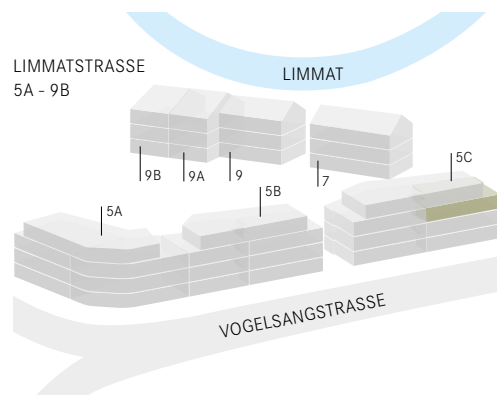 LIMMATSTRASSE
5A - 9B
LIMMAT
9B
9A
9
7
5C
5A
5B
VOGELSANGSTRASSE